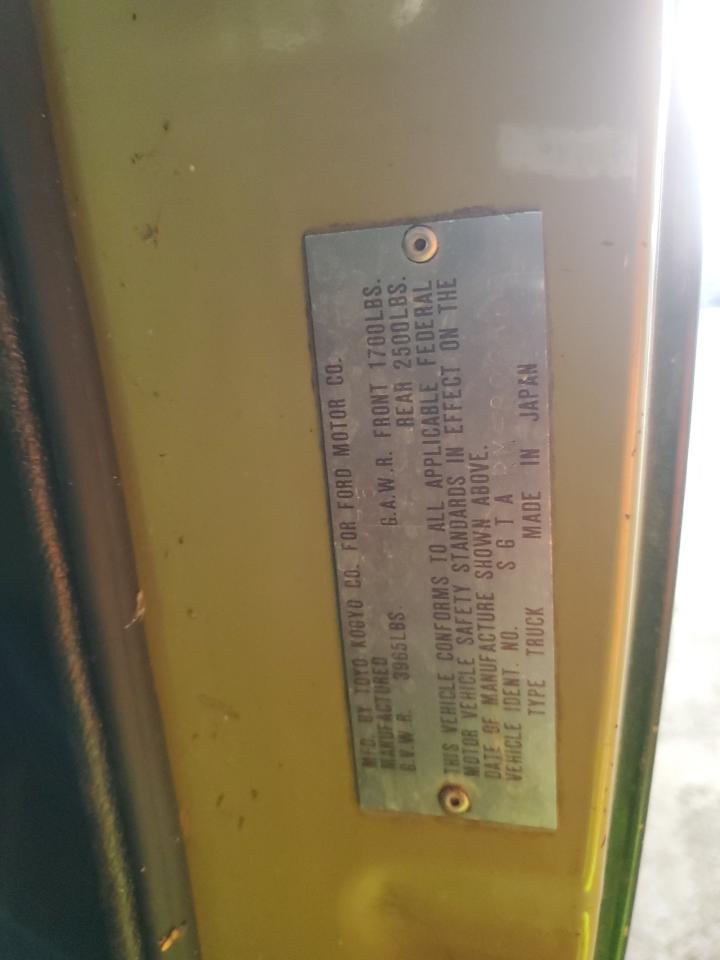 MFD. BY TOYO KOGYO CO. FOR FORD MOTOR CO.
MANUFACTURED
G.V.W.R. 3965LBS. G.A.W.R. FRONT 1700LBS.
REAR 2500LBS.
THIS VEHICLE CONFORMS TO ALL APPLICABLE FEDERAL
MOTOR VEHICLE SAFETY STANDARDS IN EFFECT ON THE
DATE OF MANUFACTURE SHOWN ABOVE.
VEHICLE IDENT. NO. SGTA
TYPE TRUCK MADE IN JAPAN